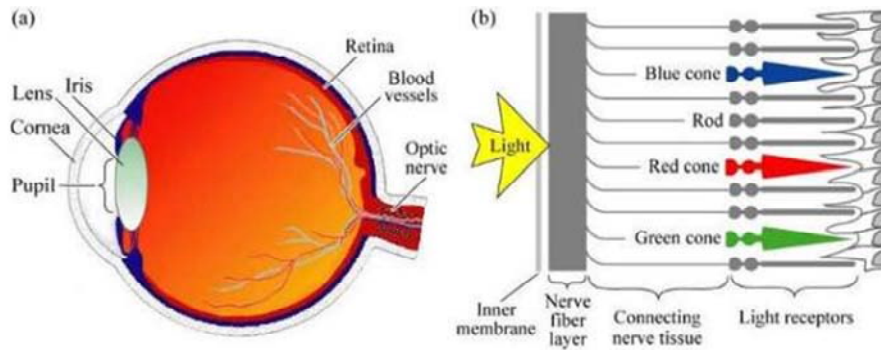 (a)
Retina
Blood
vessels
Iris
Lens
Cornea
Pupil
Optic
nerve
(b)
Blue cone
Rod
Light
Red cone
Green cone
Inner
membrane
Nerve
fiber
layer
Connecting
nerve tissue
Light receptors